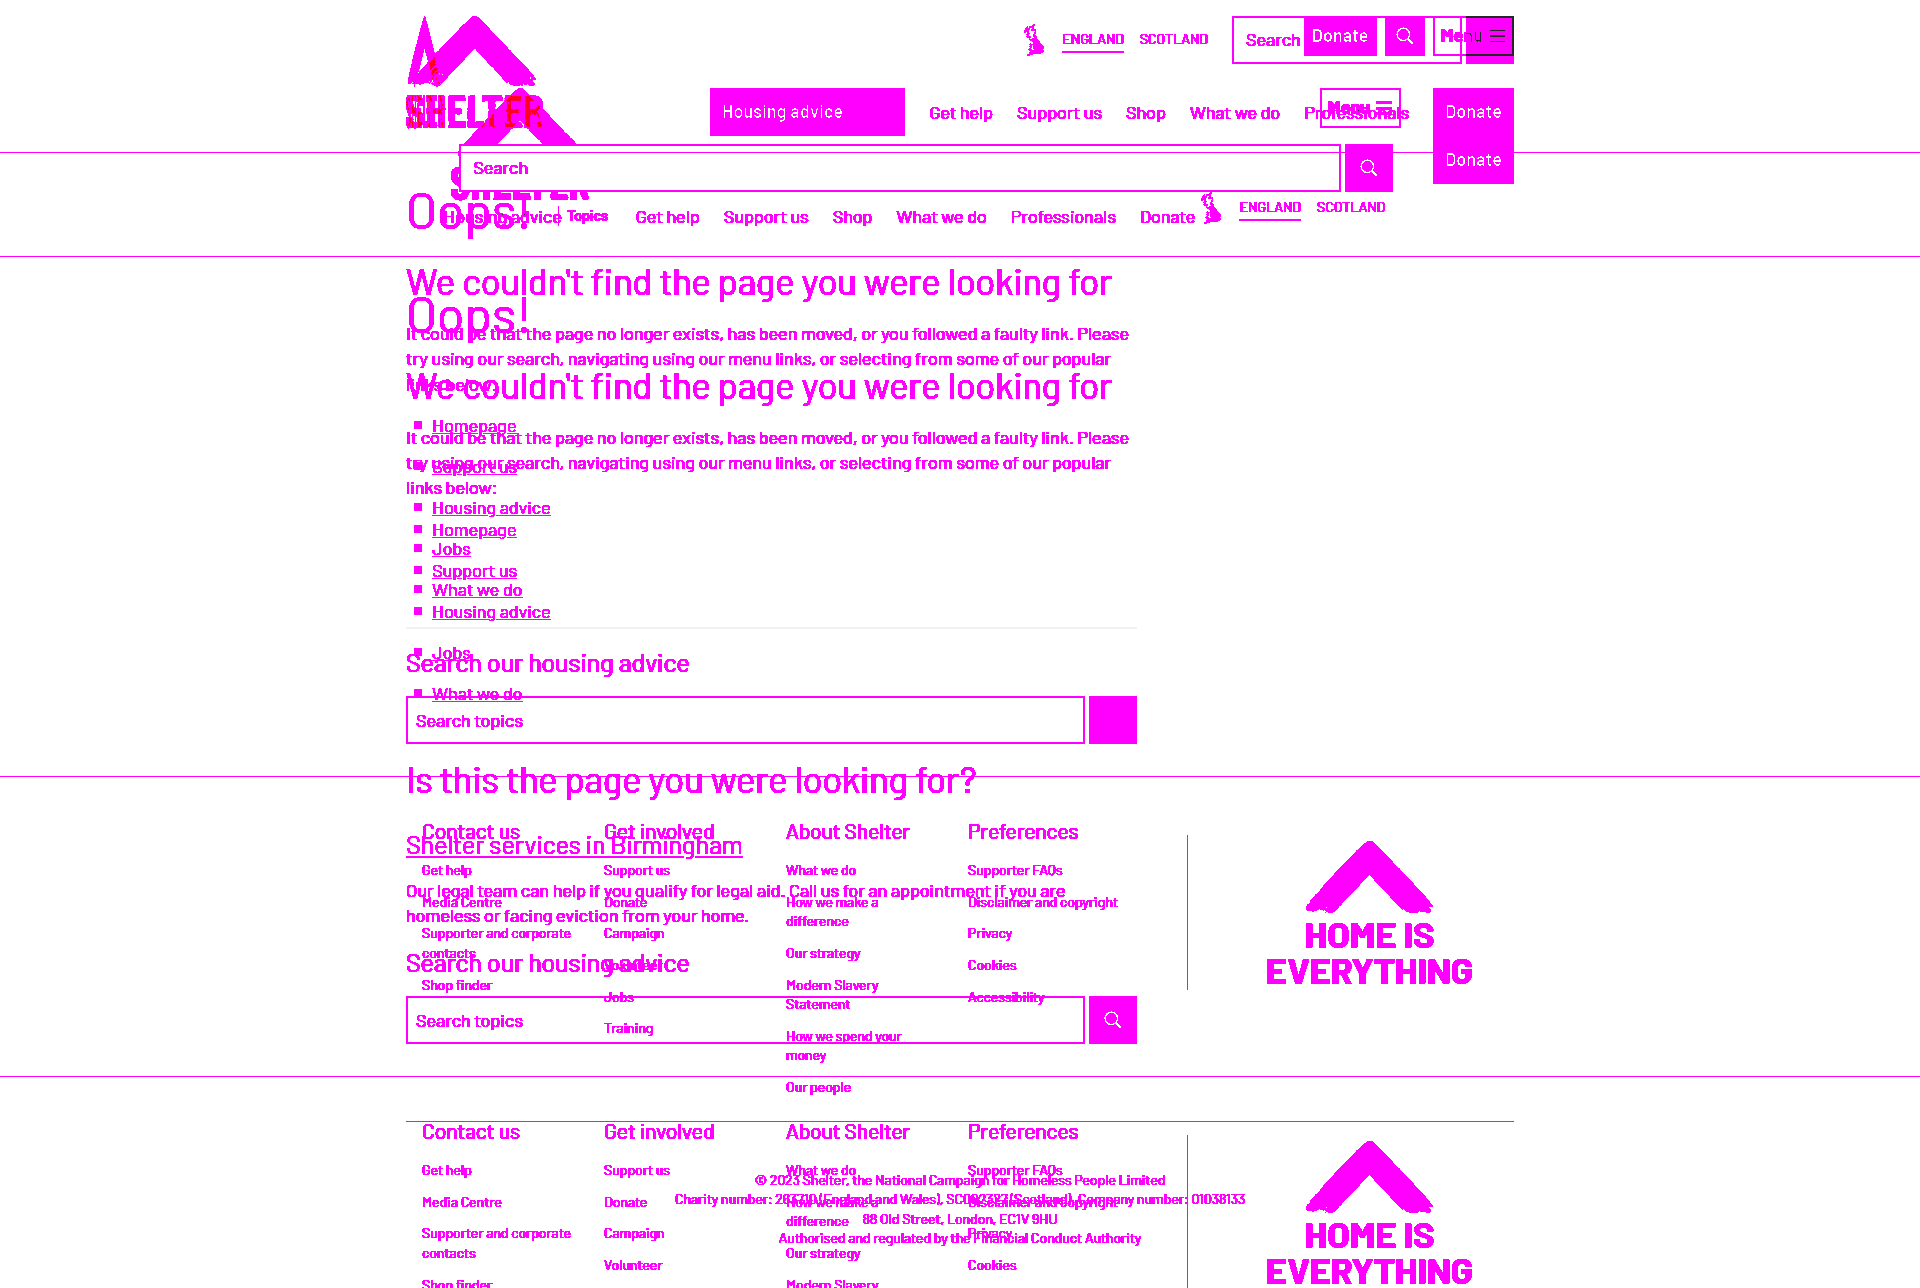 ENGLAND SCOTLAND Search Donate Menu
SHELTER
Housing advice Get help Support us Shop What we do Professionals Menu Donate
Search Donate
SHELTER
Oops!
Housing advice Topics Get help Support us Shop What we do Professionals Donate ENGLAND SCOTLAND
We couldn't find the page you were looking for
Oops!
It could be that the page no longer exists, has been moved, or you followed a faulty link. Please
try using our search, navigating using our menu links, or selecting from some of our popular
links below:
We couldn't find the page you were looking for
Homepage
It could be that the page no longer exists, has been moved, or you followed a faulty link. Please
try using our search, navigating using our menu links, or selecting from some of our popular
Support us
links below:
Housing advice
Homepage
Jobs
Support us
What we do
Housing advice
Jobs
Search our housing advice
What we do
Search topics
Is this the page you were looking for?
Contact us Get involved About Shelter Preferences
Shelter services in Birmingham
Get help Support us What we do Supporter FAQs
Our legal team can help if you qualify for legal aid. Call us for an appointment if you are
Media Centre Donate How we make a Disclaimer and copyright
homeless or facing eviction from your home.
difference
Supporter and corporate Campaign Privacy
contacts Our strategy
Search our housing advice
Volunteer Cookies
Shop finder Modern Slavery
Jobs Accessibility
Statement
Search topics
Training
How we spend your
money
Our people
Contact us Get involved About Shelter Preferences
Get help Support us What we do Supporter FAQs
© 2023 Shelter, the National Campaign for Homeless People Limited
Charity number: 263710 (England and Wales), SC002327 (Scotland), Company number: 01038133
Media Centre Donate How we make a Disclaimer and copyright
difference
88 Old Street, London, EC1V 9HU
Supporter and corporate Campaign Privacy
Authorised and regulated by the Financial Conduct Authority
contacts Our strategy
Volunteer Cookies
Shop finder Modern Slavery
HOME IS
EVERYTHING
HOME IS
EVERYTHING